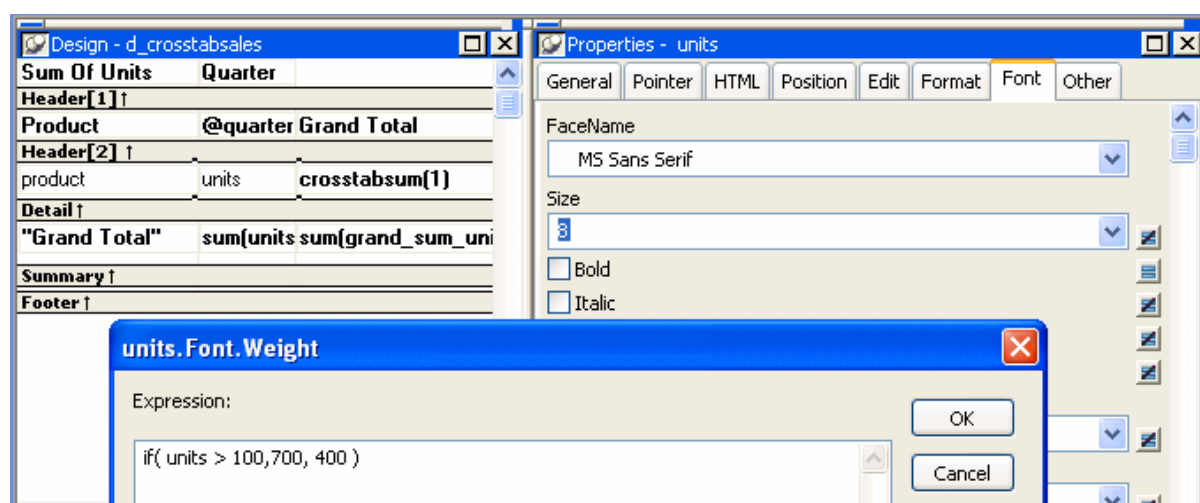 Design - d_crosstabsales
Sum Of Units Quarter
Header[1]↑
Product @quarter Grand Total
Header[2] ↑
product units crosstabsum(1)
Detail ↑
"Grand Total" sum(units sum(grand_sum_uni
Summary ↑
Footer ↑
Properties - units
General Pointer HTML Position Edit Format Font Other
FaceName
MS Sans Serif
Size
8
Bold
Italic
units.Font.Weight
Expression:
if( units > 100,700, 400 )
OK
Cancel